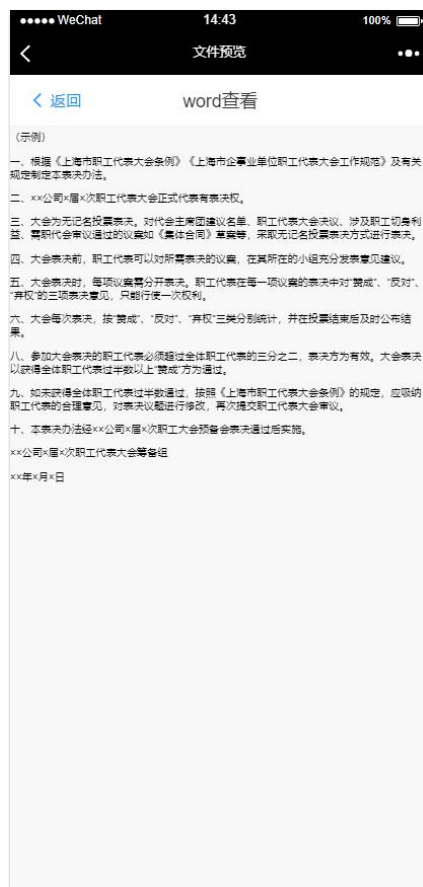 WeChat 14:43 100%
文件预览
返回 word查看
（示例）
一、根据《上海市职工代表大会条例》《上海市企事业单位职工代表大会工作规范》及有关
规定制定本表决办法。
二、××公司×届×次职工代表大会正式代表有表决权。
三、大会为无记名投票表决。对代会主席团建议名单、职工代表大会决议、涉及职工切身利
益、需职代会审议通过的议案如《集体合同》草案等，采取无记名投票表决方式进行表决。
四、大会表决前，职工代表可以对所需表决的议案，在其所在的小组充分发表意见建议。
五、大会表决时，每项议案需分开表决。职工代表在每一项议案的表决中对“赞成”、“反对”、
“弃权”的三项表决意见，只能行使一次权利。
六、大会每次表决，按“赞成”、“反对”、“弃权”三类分别统计，并在投票结束后及时公布结
果。
八、参加大会表决的职工代表必须超过全体职工代表的三分之二，表决方为有效。大会表决
以获得全体职工代表过半数以上“赞成”方为通过。
九、如未获得全体职工代表过半数通过，按照《上海市职工代表大会条例》的规定，应吸纳
职工代表的合理意见，对表决议题进行修改，再次提交职工代表大会审议。
十、本表决办法经××公司×届×次职工大会预备会表决通过后实施。
××公司×届×次职工代表大会筹备组
××年×月×日